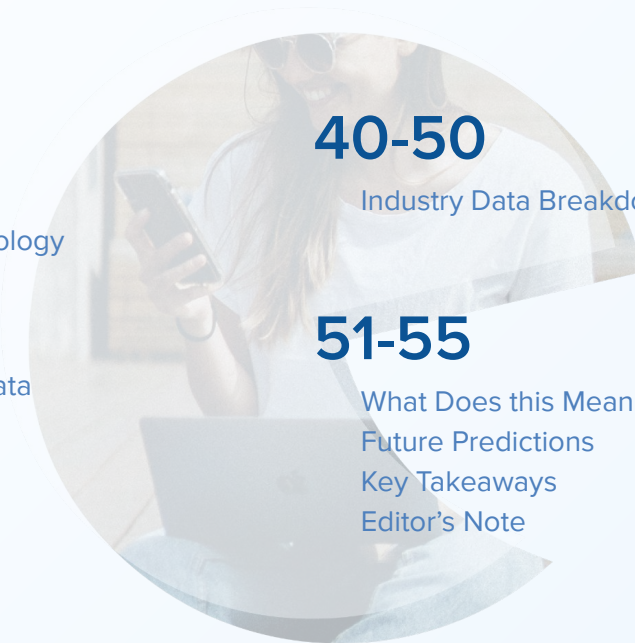 ology
ata
40-50
Industry Data Breakdo
51-55
What Does this Mean
Future Predictions
Key Takeaways
Editor's Note